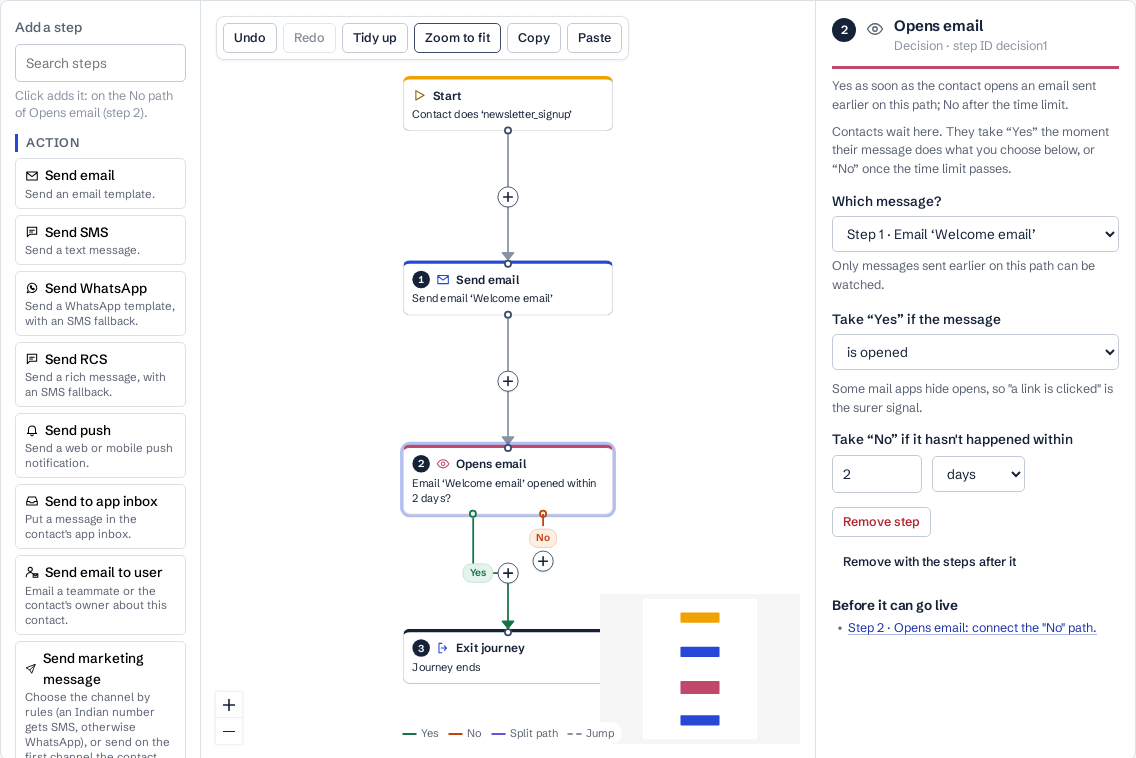 Add a step
Search steps
Click adds it: on the No path
of Opens email (step 2).
ACTION
Send email
Send an email template.
Send SMS
Send a text message.
Send WhatsApp
Send a WhatsApp template,
with an SMS fallback.
Send RCS
Send a rich message, with
an SMS fallback.
Send push
Send a web or mobile push
notification.
Send to app inbox
Put a message in the
contact's app inbox.
Send email to user
Email a teammate or the
contact's owner about this
contact.
Send marketing
message
Choose the channel by
rules (an Indian number
gets SMS, otherwise
WhatsApp), or send on the
first channel the contact
Undo
Redo
Tidy up
Zoom to fit
Copy
Paste
Start
Contact does ‘newsletter_signup’
1
Send email
Send email ‘Welcome email’
2
Opens email
Email ‘Welcome email’ opened within
2 days?
No
Yes
3
Exit journey
Journey ends
Yes
No
Split path
Jump
2
Opens email
Decision · step ID decision1
Yes as soon as the contact opens an email sent
earlier on this path; No after the time limit.
Contacts wait here. They take “Yes” the moment
their message does what you choose below, or
“No” once the time limit passes.
Which message?
Step 1 · Email ‘Welcome email’
Only messages sent earlier on this path can be
watched.
Take “Yes” if the message
is opened
Some mail apps hide opens, so "a link is clicked" is
the surer signal.
Take “No” if it hasn't happened within
2
days
Remove step
Remove with the steps after it
Before it can go live
• Step 2 · Opens email: connect the "No" path.